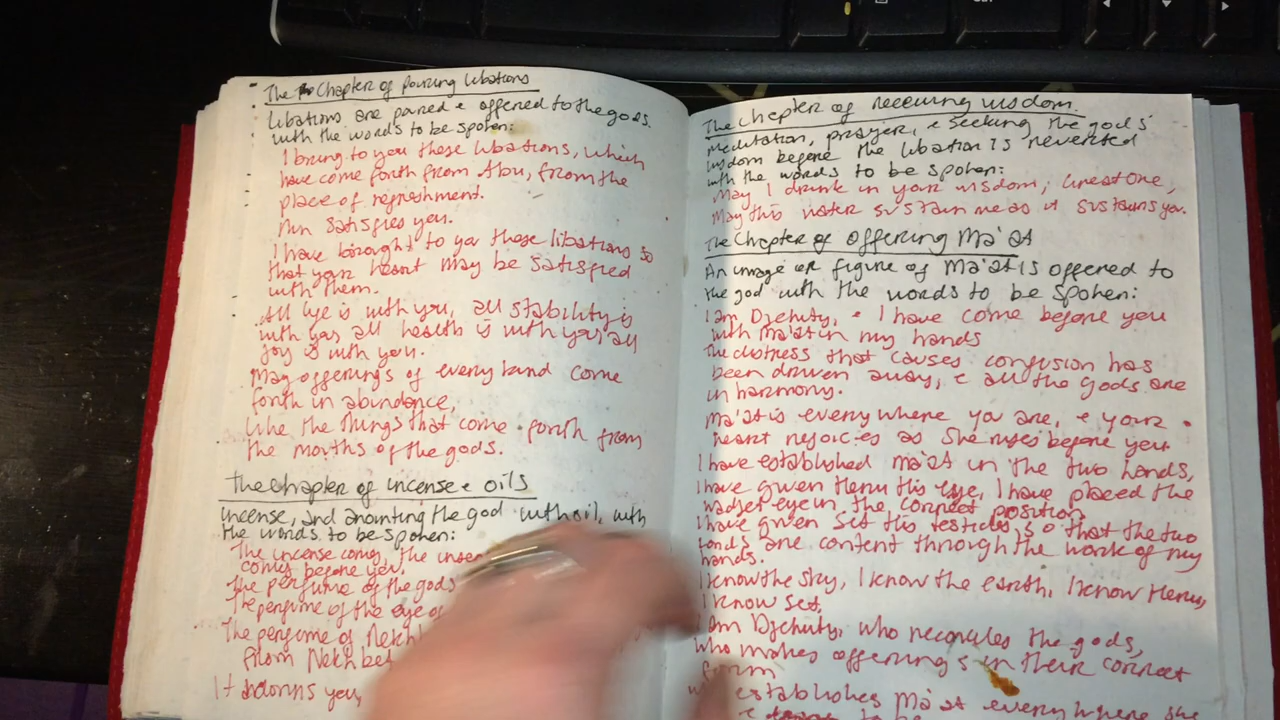 The Chapter of Pouring libations
libations are poured & offered to the gods.
with the words to be spoken:
I bring to you these libations, which
have come forth from Abu, from the
place of refreshment.
Nun satisfies you.
I have brought to you these libations so
that your heart may be satisfied
with them.
All life is with you, all stability is
with you all health is with you, all
joy is with you.
May offerings of every kind come
forth in abundance,
like the things that come forth from
the mouths of the gods.
The Chapter of incense & oils
incense, and anointing the god with oil, with
the words to be spoken:
The incense comes, the
comes before you,
The perfume of the gods
The perfume of the eye of
The perfume of Nekh
from Nekhbet
It adorns you,
The Chapter of receiving wisdom.
Meditation, prayer, & seeking the gods'
wisdom before the libation is reverted
with the words to be spoken:
May I drink in your wisdom, Great One,
May this water sustain me as it sustains you.
The Chapter of offering Ma'at
An image or figure of Ma'at is offered to
the god with the words to be spoken:
I am Djehuty, & I have come before you
with Ma'at in my hands
The distress that causes confusion has
been driven away, & all the gods are
in harmony.
Ma'at is everywhere you are, & your
heart rejoices as She rises before you
I have established Ma'at in the two lands,
I have given Heru His eye, I have placed the
wadjet eye in the correct position
I have given Set His testicles so that the two
lands are content through the work of my
hands.
I know the sky, I know the earth, I know Heru,
I know Set,
I am Djehuty, who reconciles the gods,
who makes offerings in their correct
form
establishes Ma'at everywhere she
to be